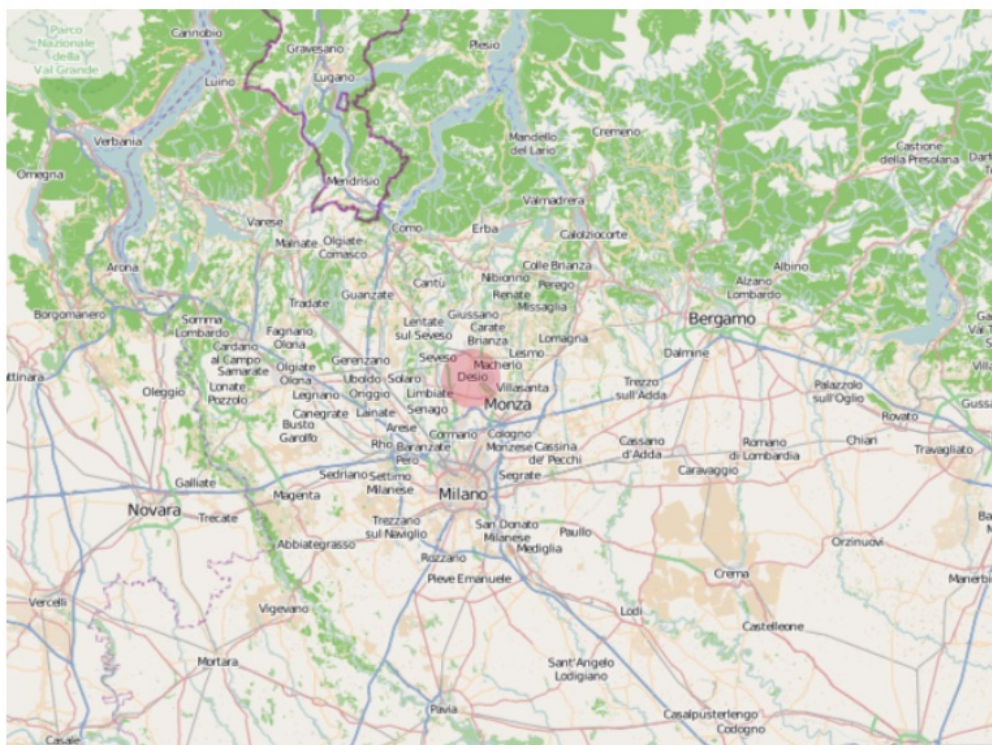 Parco
Nazionale
della
Val Grande
Cannobio
Gravesano
Plesio
Luino
Lugano
Verbania
Mandello
del Lario
Cremeno
Castione
della Presolana
Omegna
Mendrisio
Valmadrera
Varese
Como
Erba
Calolziocorte
Malnate
Olgiate
Comasco
Arona
Colle Brianza
Albino
Cantù
Nibionno
Perego
Alzano
Lombardo
Guanzate
Renate
Missaglia
Tradate
Borgomanero
Somma
Lombardo
Giussano
Bergamo
Lentate
sul Seveso
Carate
Brianza
Fagnano
Olona
Lomagna
Cardano
al Campo
Samarate
Gerenzano
Seveso
Lesmo
Dalmine
Olgiate
Olona
Macherio
Desio
Uboldo
Solaro
Oleggio
Lonate
Pozzolo
Legnano
Origgio
Limbiate
Villasanta
Trezzo
sull'Adda
Palazzolo
sull'Oglio
Canegrate
Lainate
Senago
Monza
Rovato
Busto
Garolfo
Arese
Cormano
Cologno
Monzese
Rho
Baranzate
Cassina
de' Pecchi
Cassano
d'Adda
Romano
di Lombardia
Chiari
Travagliato
Pero
Sedriano
Settimo
Milanese
Segrate
Caravaggio
Galliate
Magenta
Milano
Novara
Trecate
Trezzano
sul Naviglio
San Donato
Milanese
Paullo
Abbiategrasso
Mediglia
Orzinuovi
Rozzano
Pieve Emanuele
Crema
Vercelli
Vigevano
Lodi
Castelleone
Mortara
Sant'Angelo
Lodigiano
Pavia
Casalpusterlengo
Codogno
Casale